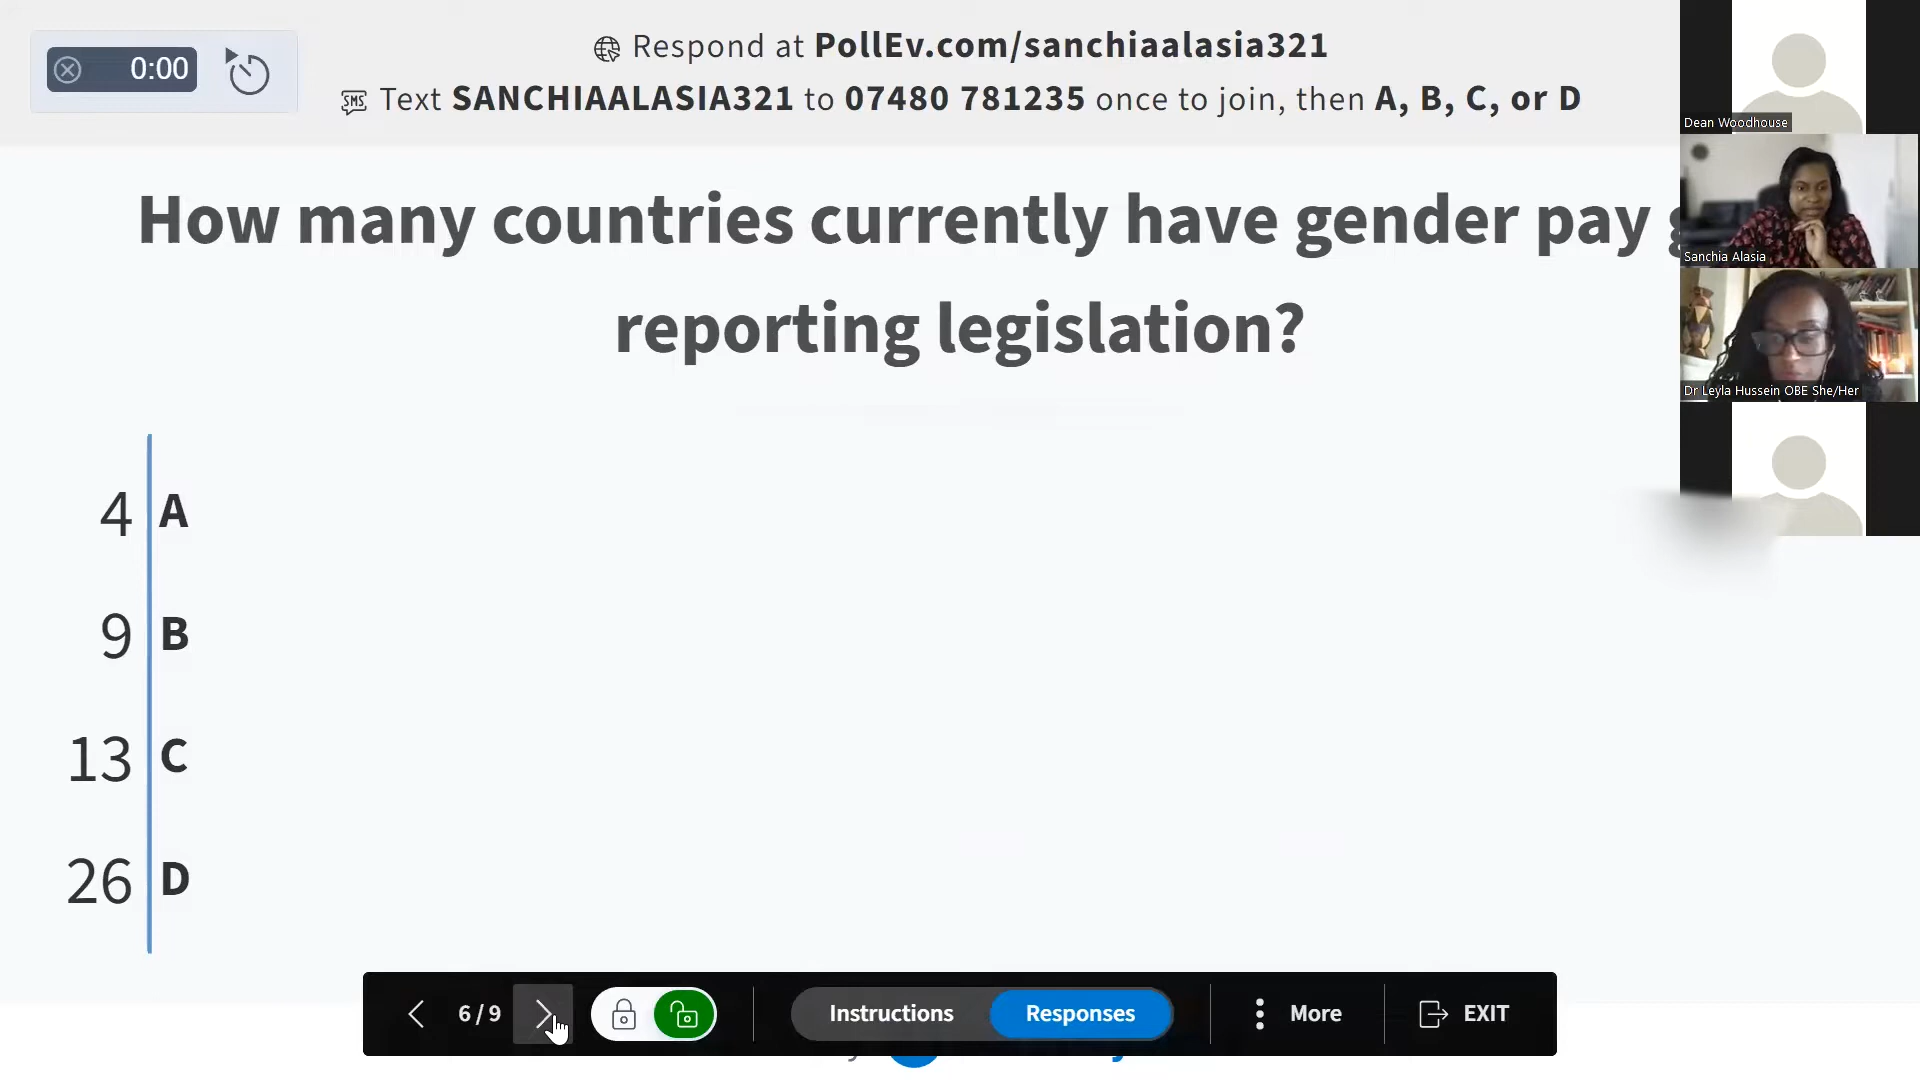 0:00
Respond at PollEv.com/sanchiaalasia321
SMS Text SANCHIAALASIA321 to 07480 781235 once to join, then A, B, C, or D
How many countries currently have gender pay
reporting legislation?
4 A
9 B
13 C
26 D
Dean Woodhouse
Sanchia Alasia
Dr Leyla Hussein OBE She/Her
6 / 9
Instructions
Responses
More
EXIT